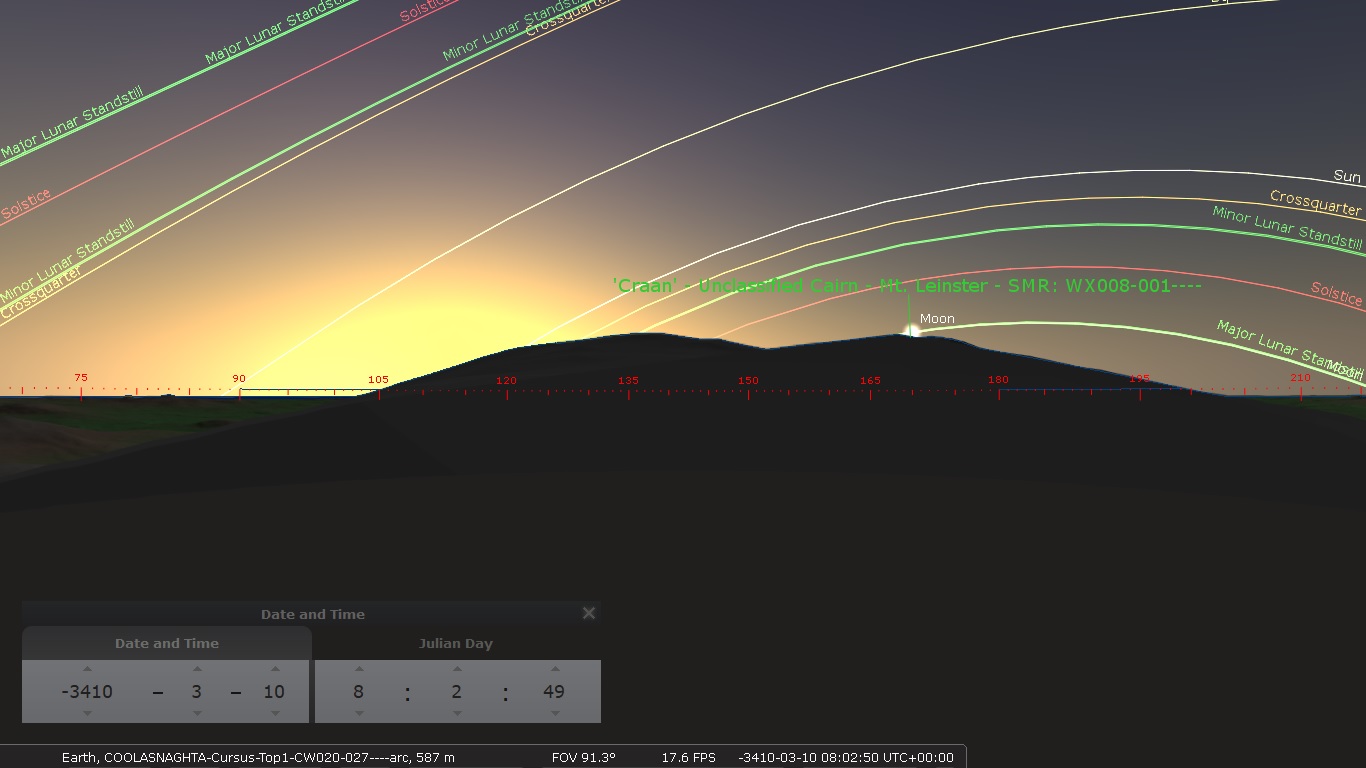 Major Lunar Standstill
Solstice
Crossquarter
Minor Lunar Standstill
Major Lunar Standstill
Sun
Crossquarter
Solstice
Minor Lunar Standstill
Minor Lunar Standstill
Crossquarter
'Craan' - Unclassified Cairn - Mt. Leinster - SMR: WX008-001----
Solstice
Moon
Major Lunar Standstill
Moon
75 90 105 120 135 150 165 180 195 210
Date and Time
Date and Time Julian Day
-3410 - 3 - 10 8 : 2 : 49
Earth, COOLASNAGHTA-Cursus-Top1-CW020-027----arc, 587 m FOV 91.3° 17.6 FPS -3410-03-10 08:02:50 UTC+00:00